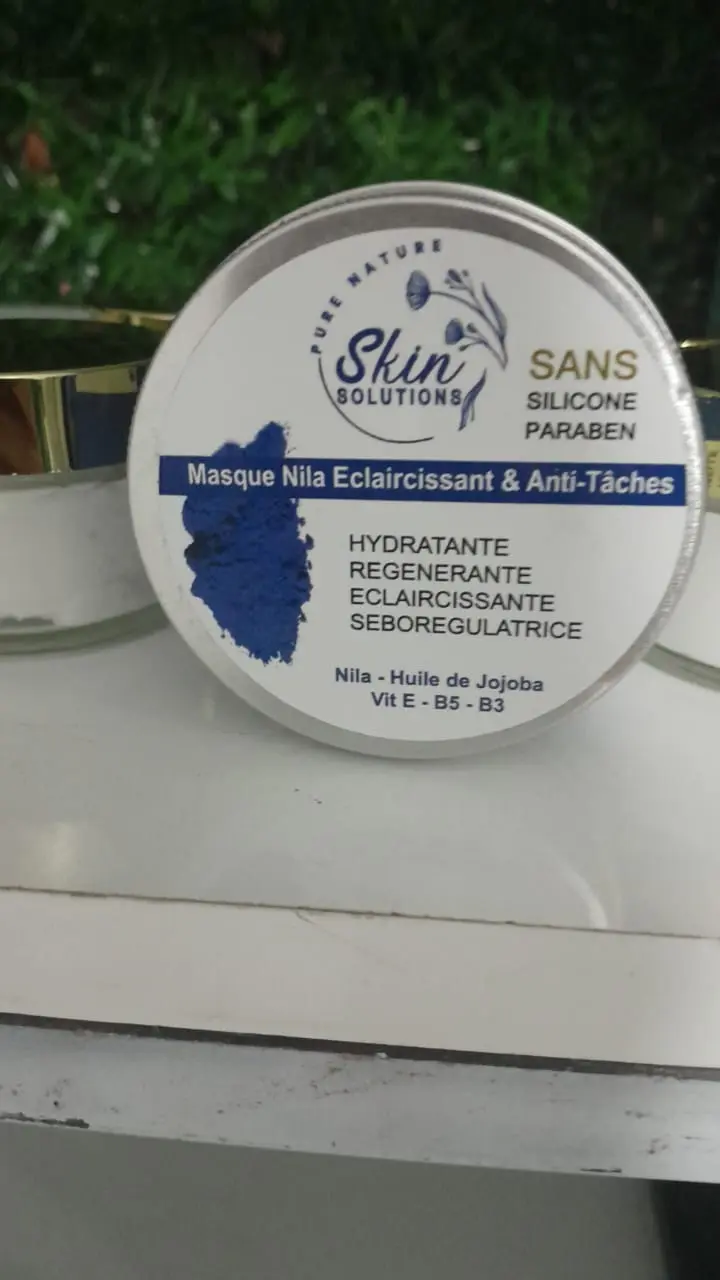 PURE NATURE
Skin
SOLUTIONS
SANS
SILICONE
PARABEN
Masque Nila Eclaircissant & Anti-Tâches
HYDRATANTE
REGENERANTE
ECLAIRCISSANTE
SEBOREGULATRICE
Nila - Huile de Jojoba
Vit E - B5 - B3